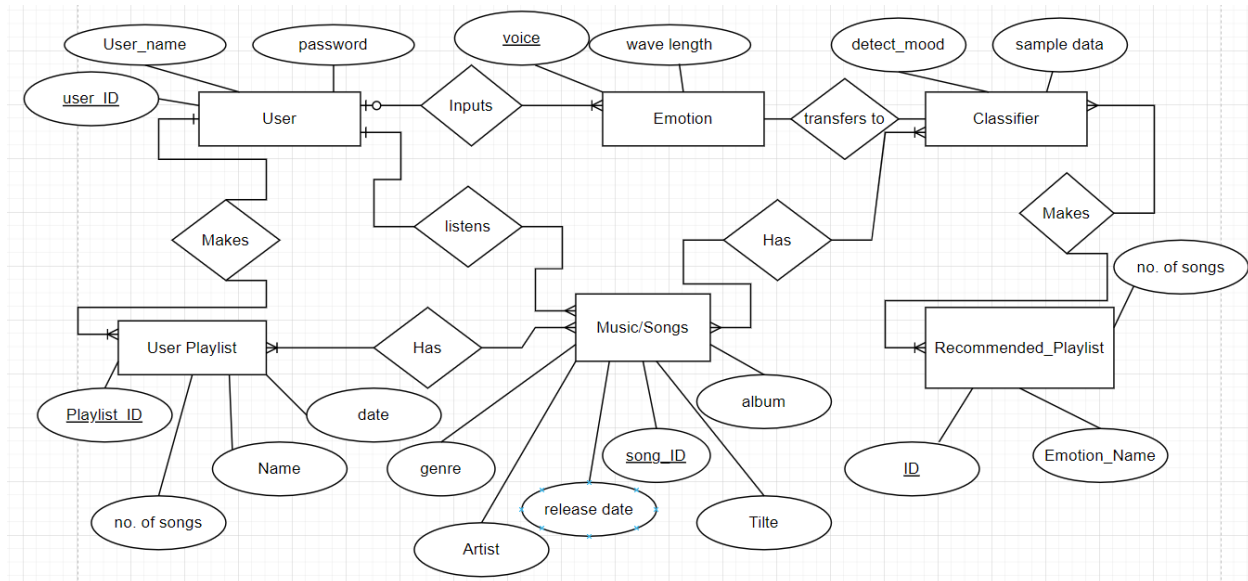 User_name
password
voice
wave length
detect_mood
sample data
user_ID
User
Inputs
Emotion
transfers to
Classifier
Makes
listens
Has
Makes
no. of songs
User Playlist
Has
Music/Songs
Recommended_Playlist
Playlist_ID
date
album
Name
genre
song_ID
ID
Emotion_Name
no. of songs
release date
Tilte
Artist